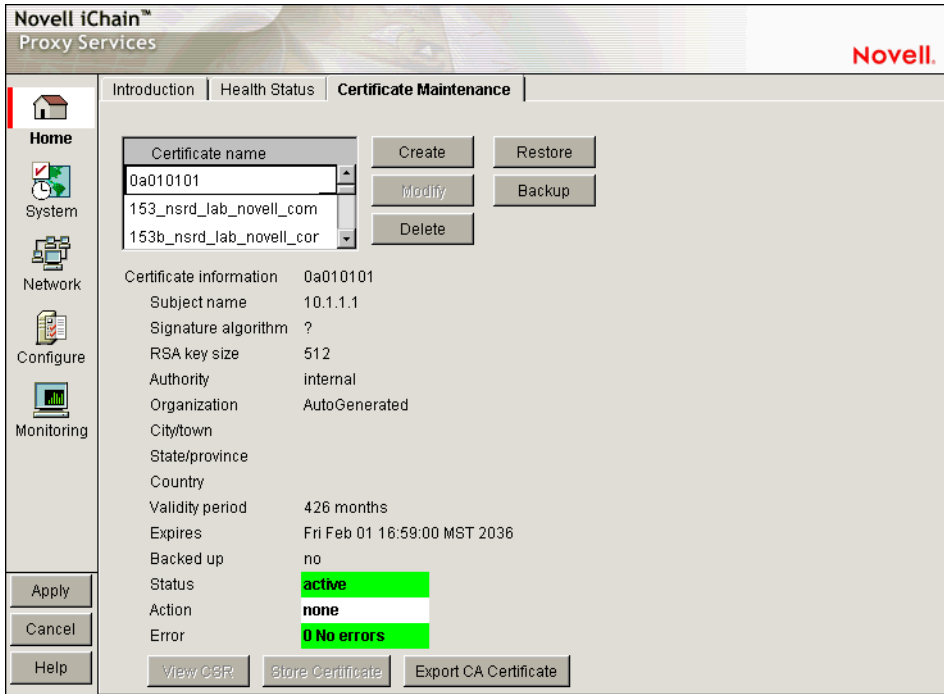 Novell iChain™
Proxy Services
Novell.
Introduction
Health Status
Certificate Maintenance
Home
System
Network
Configure
Monitoring
Certificate name
0a010101
153_nsrd_lab_novell_com
153b_nsrd_lab_novell_cor
Create
Restore
Modify
Backup
Delete
Certificate information 0a010101
Subject name 10.1.1.1
Signature algorithm ?
RSA key size 512
Authority internal
Organization AutoGenerated
City/town
State/province
Country
Validity period 426 months
Expires Fri Feb 01 16:59:00 MST 2036
Backed up no
Status active
Action none
Error 0 No errors
Apply
Cancel
Help
View CSR
Store Certificate
Export CA Certificate